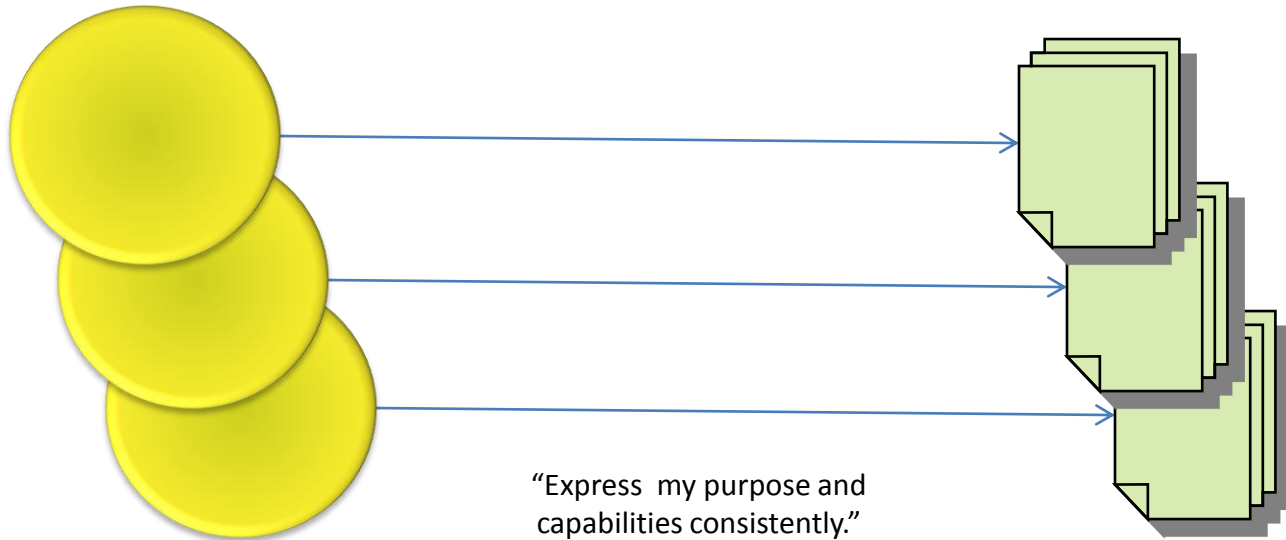 “Express  my purpose and
capabilities consistently.”